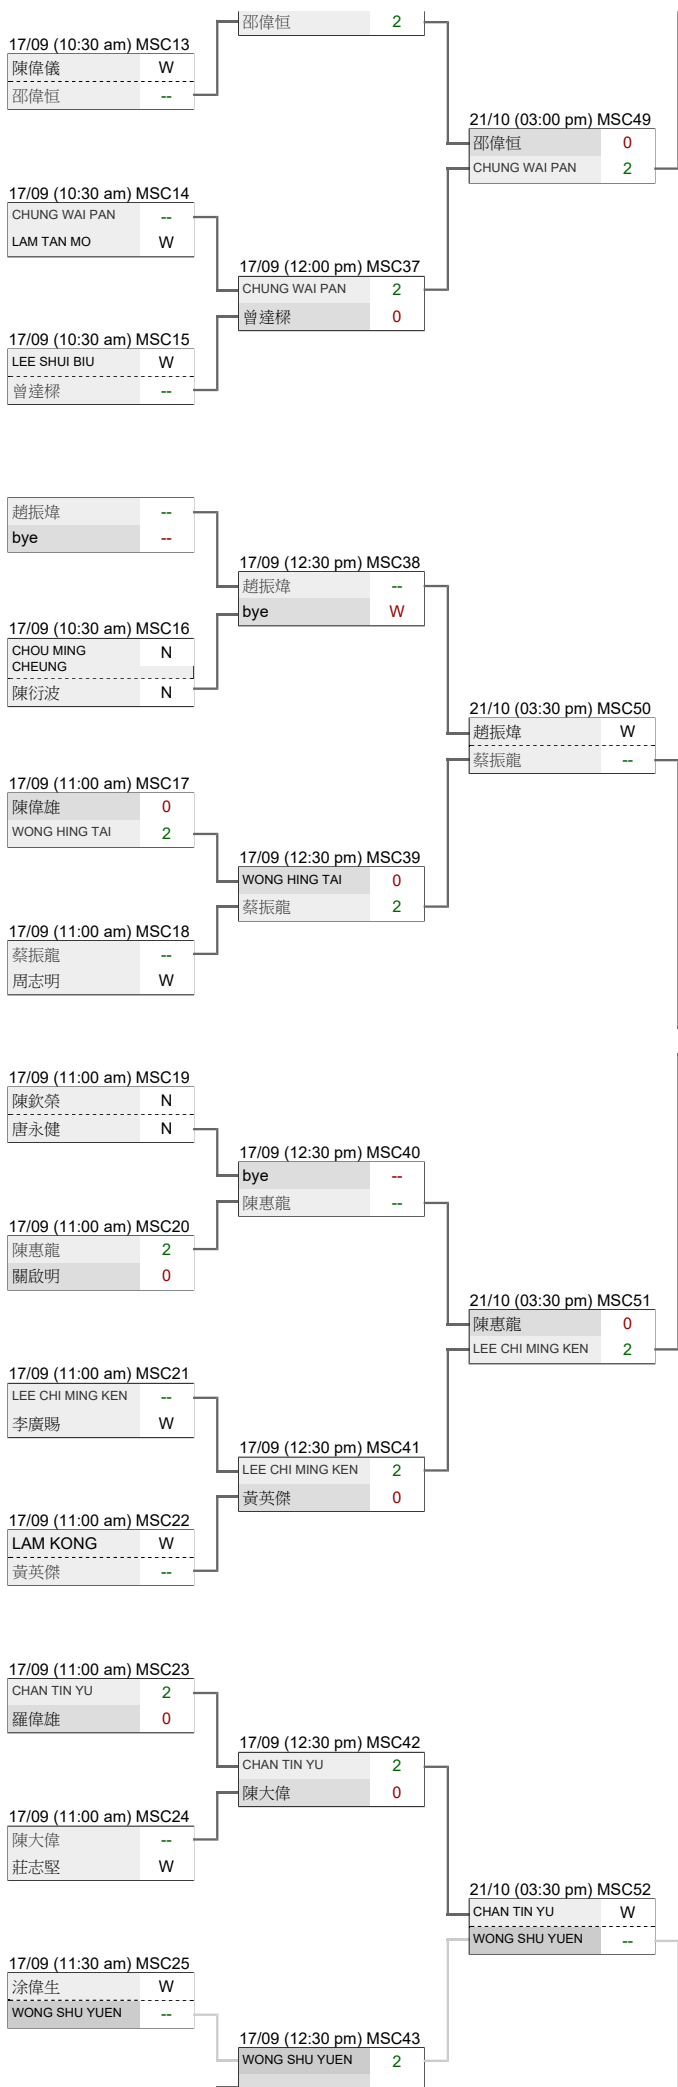 邵偉恒 2
17/09 (10:30 am) MSC13
陳偉儀 W
邵偉恒 --
21/10 (03:00 pm) MSC49
邵偉恒 0
CHUNG WAI PAN 2
17/09 (10:30 am) MSC14
CHUNG WAI PAN --
LAM TAN MO W
17/09 (12:00 pm) MSC37
CHUNG WAI PAN 2
曾達樑 0
17/09 (10:30 am) MSC15
LEE SHUI BIU W
曾達樑 --
趙振煒 --
bye --
17/09 (12:30 pm) MSC38
趙振煒 --
bye W
17/09 (10:30 am) MSC16
CHOU MING N
CHEUNG
陳衍波 N
21/10 (03:30 pm) MSC50
趙振煒 W
蔡振龍 --
17/09 (11:00 am) MSC17
陳偉雄 0
WONG HING TAI 2
17/09 (12:30 pm) MSC39
WONG HING TAI 0
蔡振龍 2
17/09 (11:00 am) MSC18
蔡振龍 --
周志明 W
17/09 (11:00 am) MSC19
陳欽榮 N
唐永健 N
17/09 (12:30 pm) MSC40
bye --
陳惠龍 --
17/09 (11:00 am) MSC20
陳惠龍 2
關啟明 0
21/10 (03:30 pm) MSC51
陳惠龍 0
LEE CHI MING KEN 2
17/09 (11:00 am) MSC21
LEE CHI MING KEN --
李廣賜 W
17/09 (12:30 pm) MSC41
LEE CHI MING KEN 2
黃英傑 0
17/09 (11:00 am) MSC22
LAM KONG W
黃英傑 --
17/09 (11:00 am) MSC23
CHAN TIN YU 2
羅偉雄 0
17/09 (12:30 pm) MSC42
CHAN TIN YU 2
陳大偉 0
17/09 (11:00 am) MSC24
陳大偉 --
莊志堅 W
21/10 (03:30 pm) MSC52
CHAN TIN YU W
WONG SHU YUEN --
17/09 (11:30 am) MSC25
涂偉生 W
WONG SHU YUEN --
17/09 (12:30 pm) MSC43
WONG SHU YUEN 2